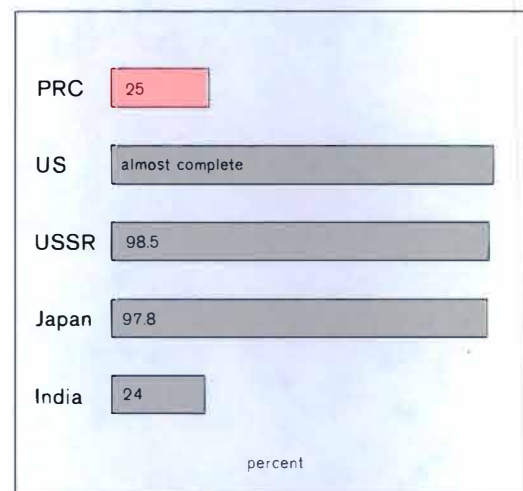 PRC 25
US almost complete
USSR 98.5
Japan 97.8
India 24
percent